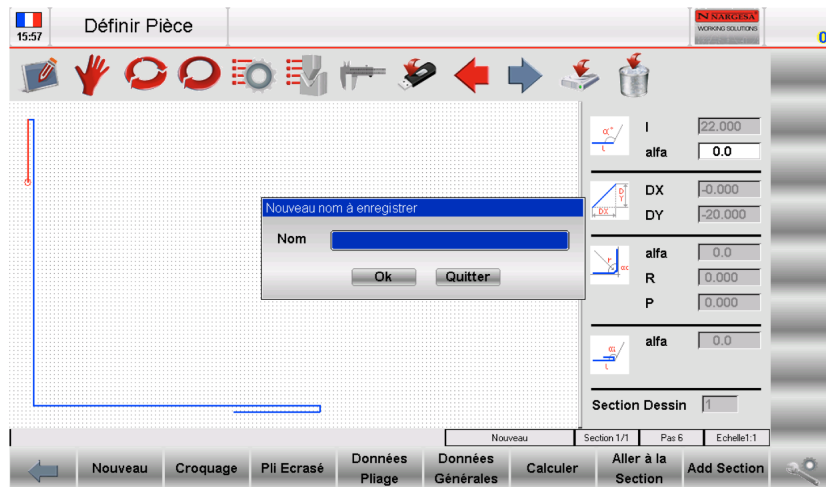 15:57
Définir Pièce
N NARGESA
WORKING SOLUTIONS
0
α°
L
l
22.000
alfa
0.0
D
Y
DX
DX
-0.000
DY
-20.000
Nouveau nom à enregistrer
Nom
Ok
Quitter
r
alfa
0.0
R
0.000
P
0.000
alfa
0.0
L
Section Dessin
1
Nouveau
Section 1/1
Pas 6
Echelle1:1
Nouveau
Croquage
Pli Ecrasé
Données
Pliage
Données
Générales
Calculer
Aller à la
Section
Add Section